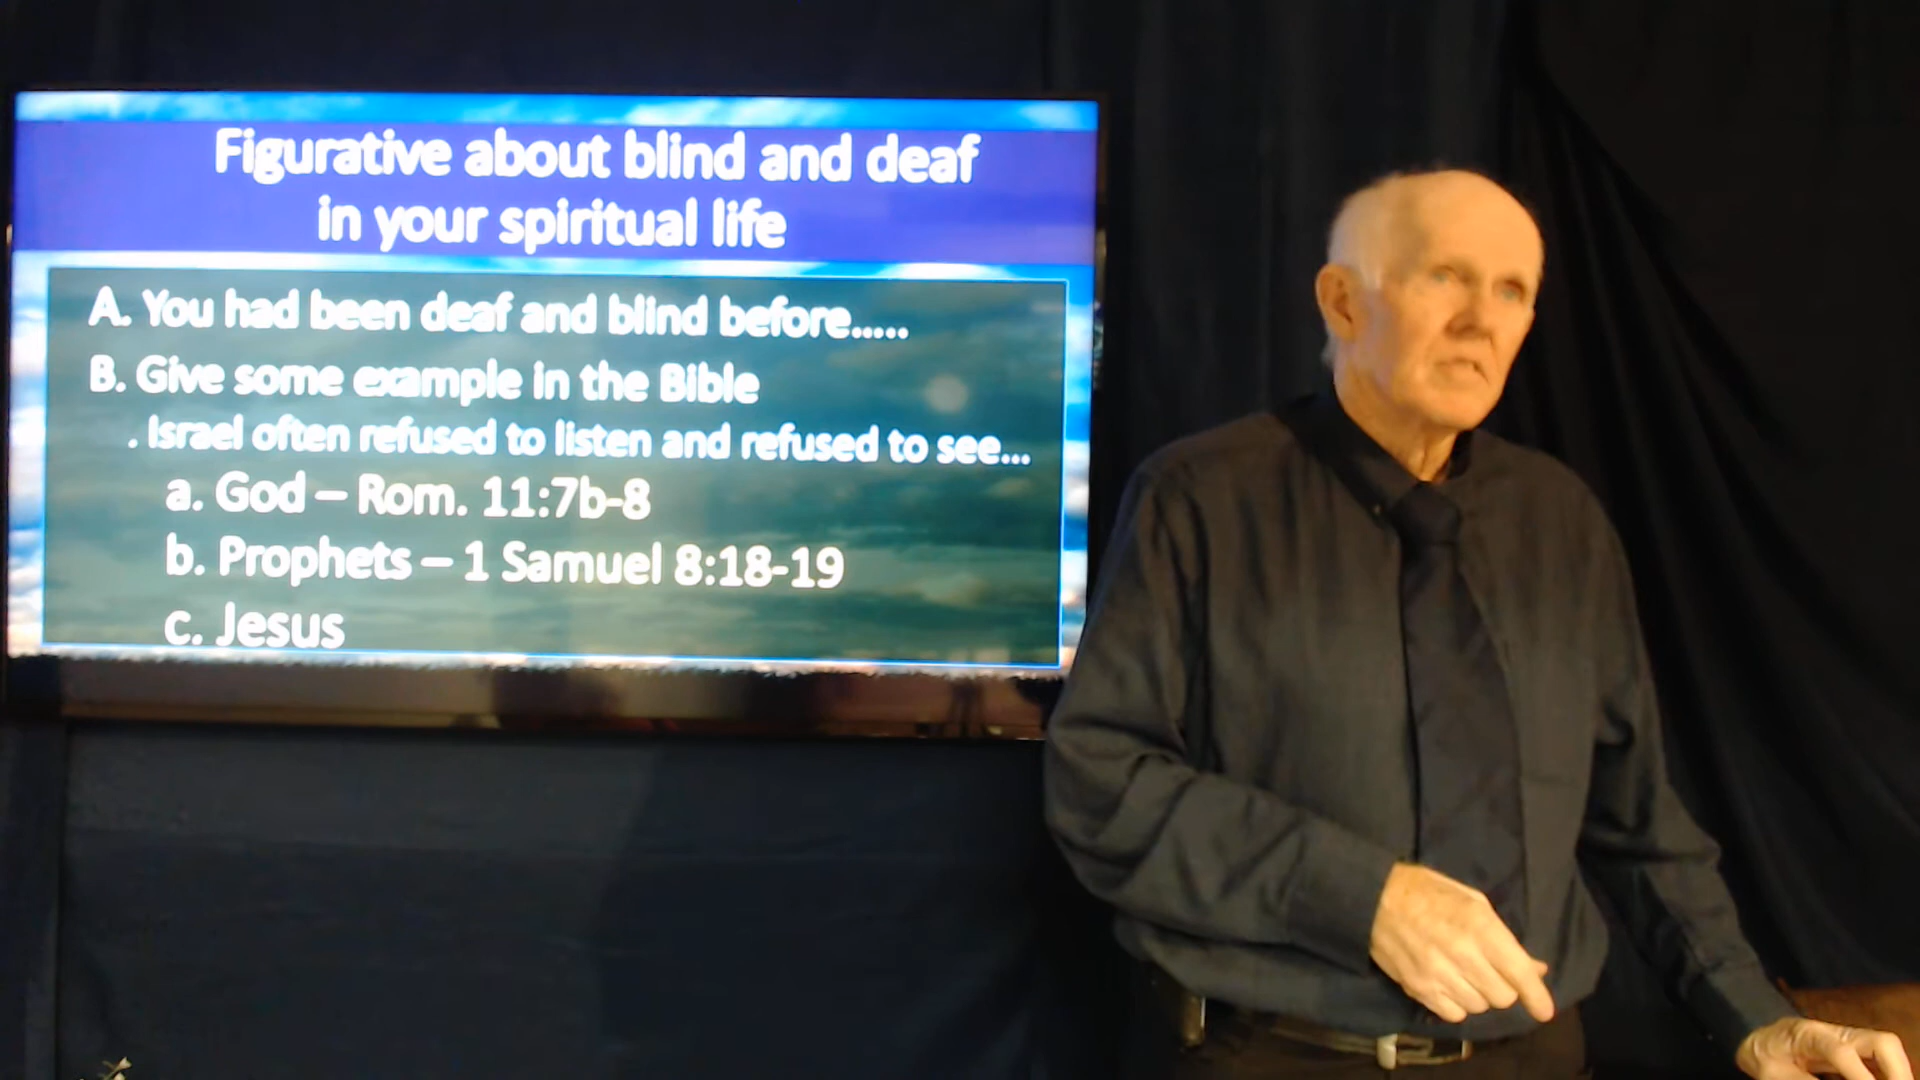 Figurative about blind and deaf
in your spiritual life
A. You had been deaf and blind before.....
B. Give some example in the Bible
. Israel often refused to listen and refused to see...
a. God – Rom. 11:7b-8
b. Prophets – 1 Samuel 8:18-19
c. Jesus